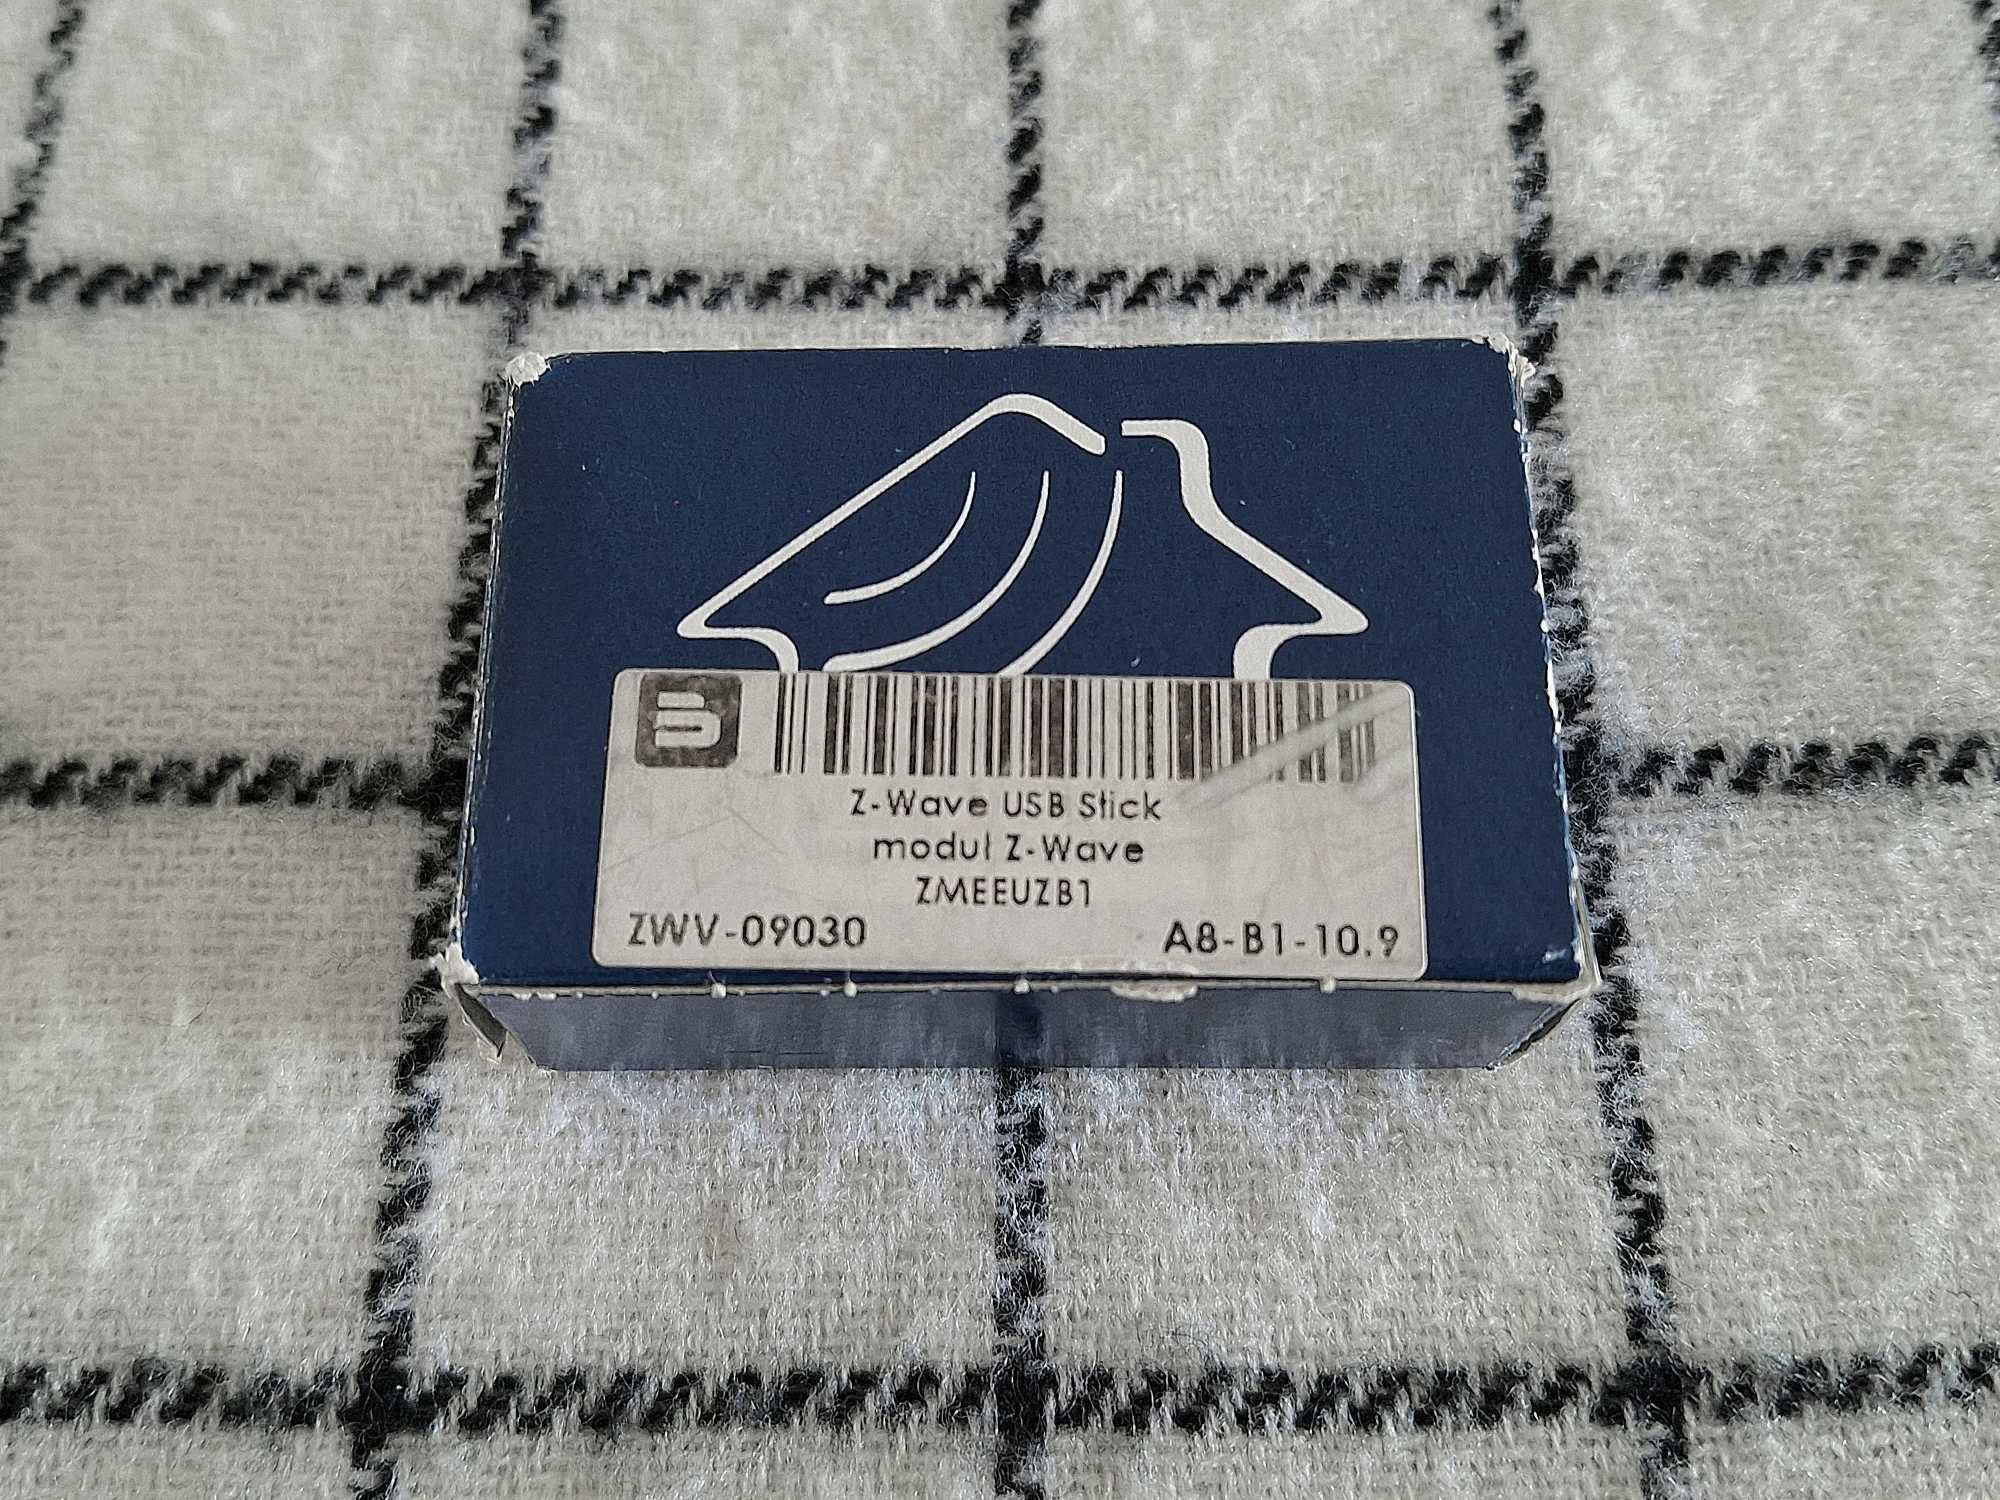 B
Z-Wave USB Stick
modul Z-Wave
ZMEEUZB1
ZWV-09030 A8-B1-10.9